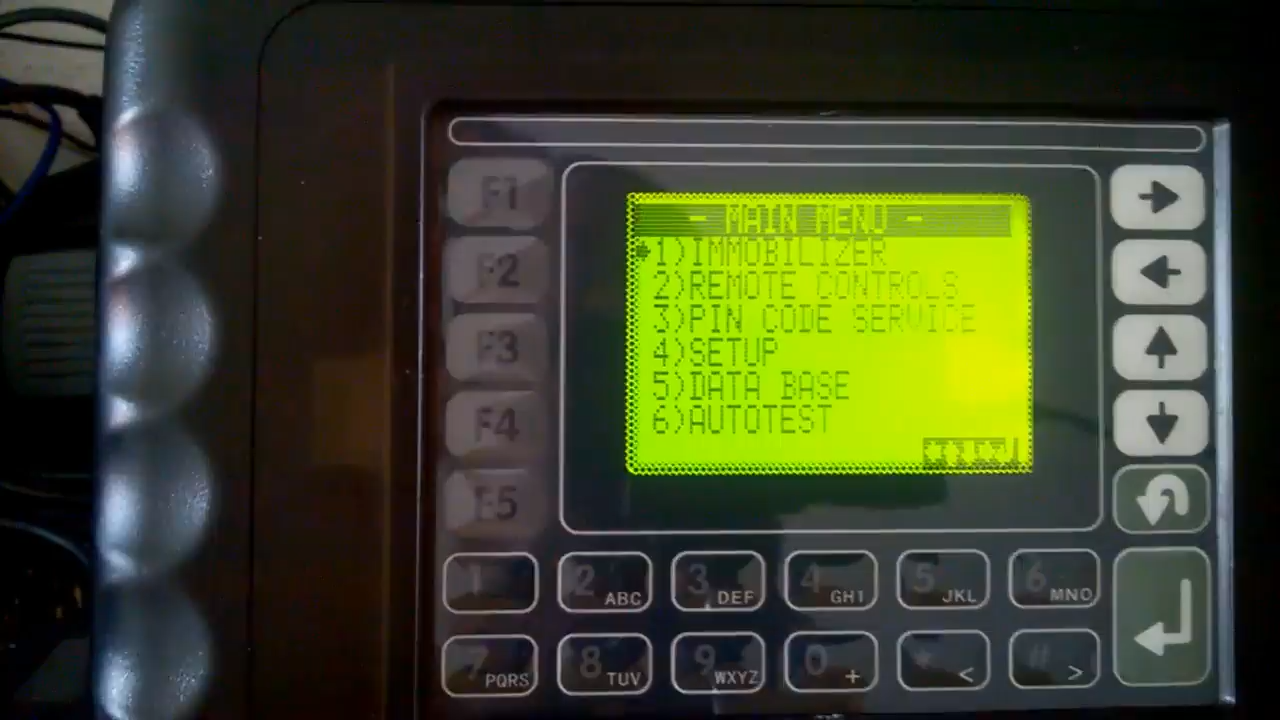 - MAIN MENU -
1)IMMOBILIZER
2)REMOTE CONTROLS
3)PIN CODE SERVICE
4)SETUP
5)DATA BASE
6)AUTOTEST
F1
F2
F3
F4
F5
1
2 ABC
3 DEF
4 GHI
5 JKL
6 MNO
7 PQRS
8 TUV
9 WXYZ
0 +
* <
# >